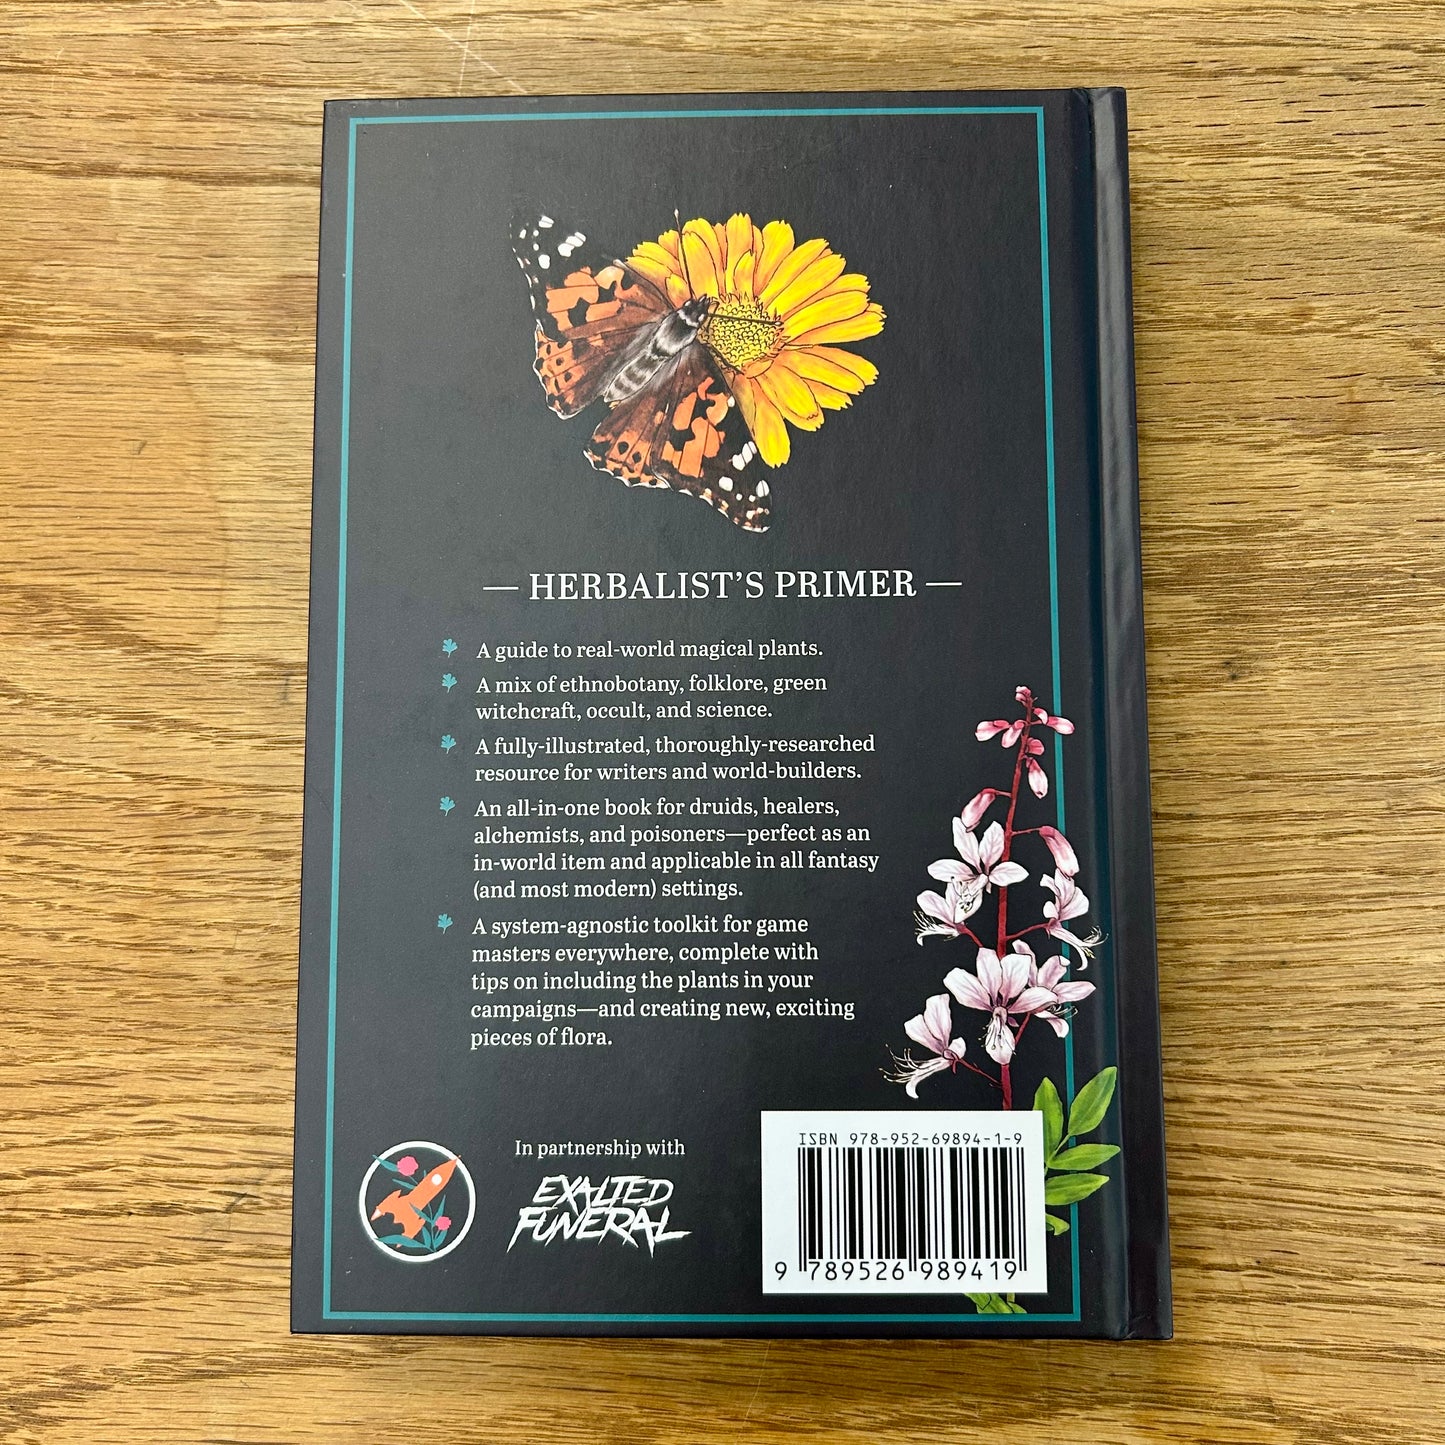 — HERBALIST’S PRIMER —
A guide to real-world magical plants.
A mix of ethnobotany, folklore, green
witchcraft, occult, and science.
A fully-illustrated, thoroughly-researched
resource for writers and world-builders.
An all-in-one book for druids, healers,
alchemists, and poisoners—perfect as an
in-world item and applicable in all fantasy
(and most modern) settings.
A system-agnostic toolkit for game
masters everywhere, complete with
tips on including the plants in your
campaigns—and creating new, exciting
pieces of flora.
In partnership with
EXALTED
FUNERAL
ISBN 978-952-69894-1-9
9 789526 989419